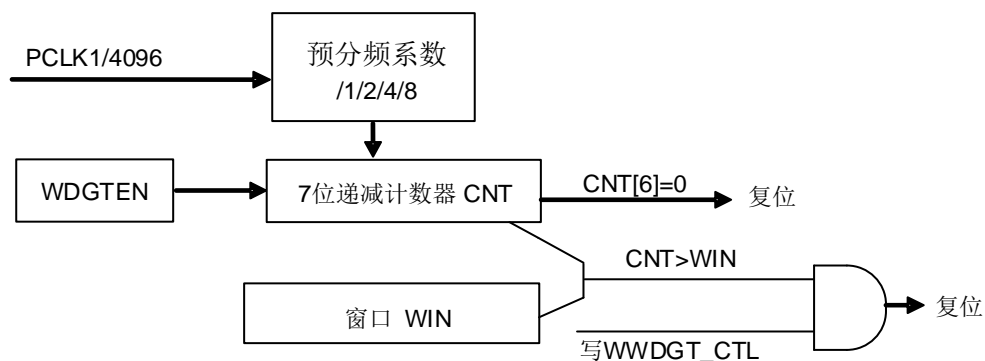 PCLK1/4096
预分频系数
/1/2/4/8
WDGTEN
7位递减计数器 CNT
CNT[6]=0
复位
CNT>WIN
窗口 WIN
复位
写WWDGT_CTL